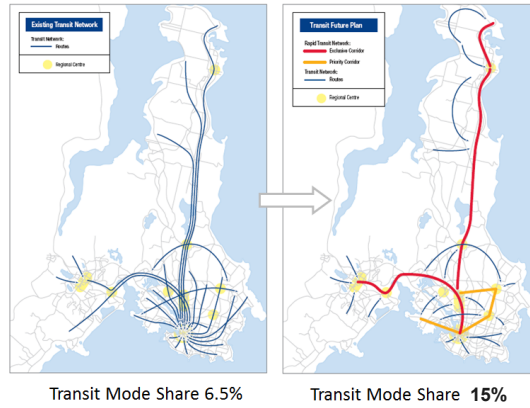 Existing Transit Network
Transit Network:
Routes
Regional Centre
Transit Future Plan
Rapid Transit Network:
Exclusive Corridor
Priority Corridor
Transit Network:
Routes
Regional Centre
Transit Mode Share 6.5%
Transit Mode Share 15%